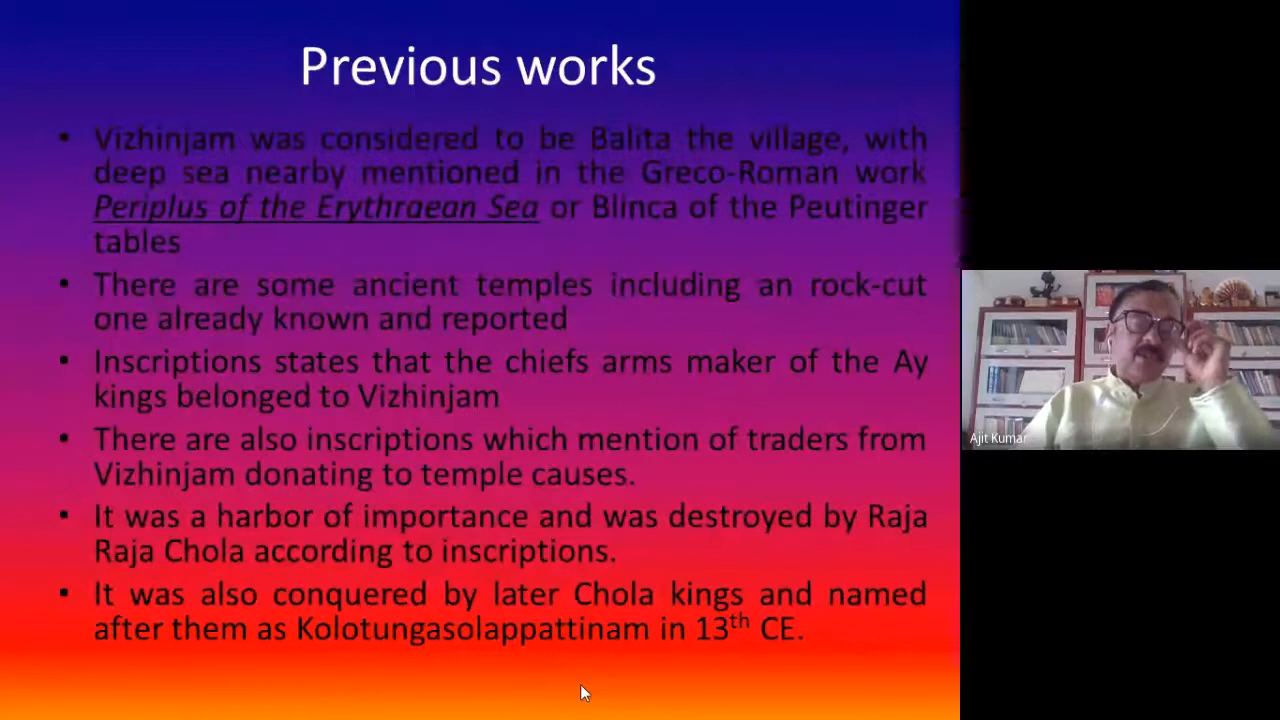 Previous works
• Vizhinjam was considered to be Balita the village, with
deep sea nearby mentioned in the Greco-Roman work
Periplus of the Erythraean Sea or Blinca of the Peutinger
tables
• There are some ancient temples including an rock-cut
one already known and reported
• Inscriptions states that the chiefs arms maker of the Ay
kings belonged to Vizhinjam
• There are also inscriptions which mention of traders from
Vizhinjam donating to temple causes.
• It was a harbor of importance and was destroyed by Raja
Raja Chola according to inscriptions.
• It was also conquered by later Chola kings and named
after them as Kolotungasolappattinam in 13th CE.
Ajit Kumar